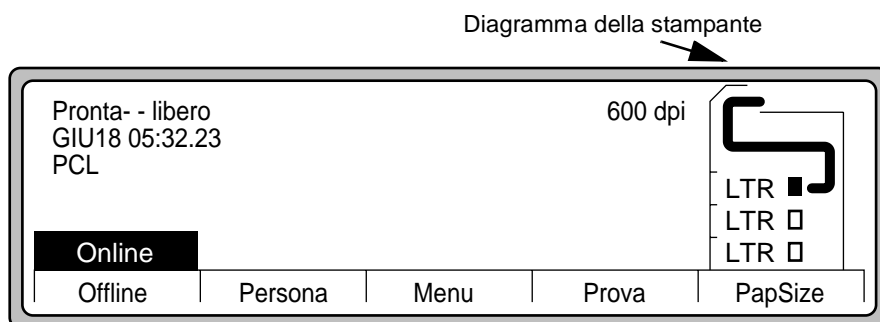 Diagramma della stampante
Pronta- - libero 600 dpi
GIU18 05:32.23
PCL
LTR
LTR
LTR
Online
Offline Persona Menu Prova PapSize